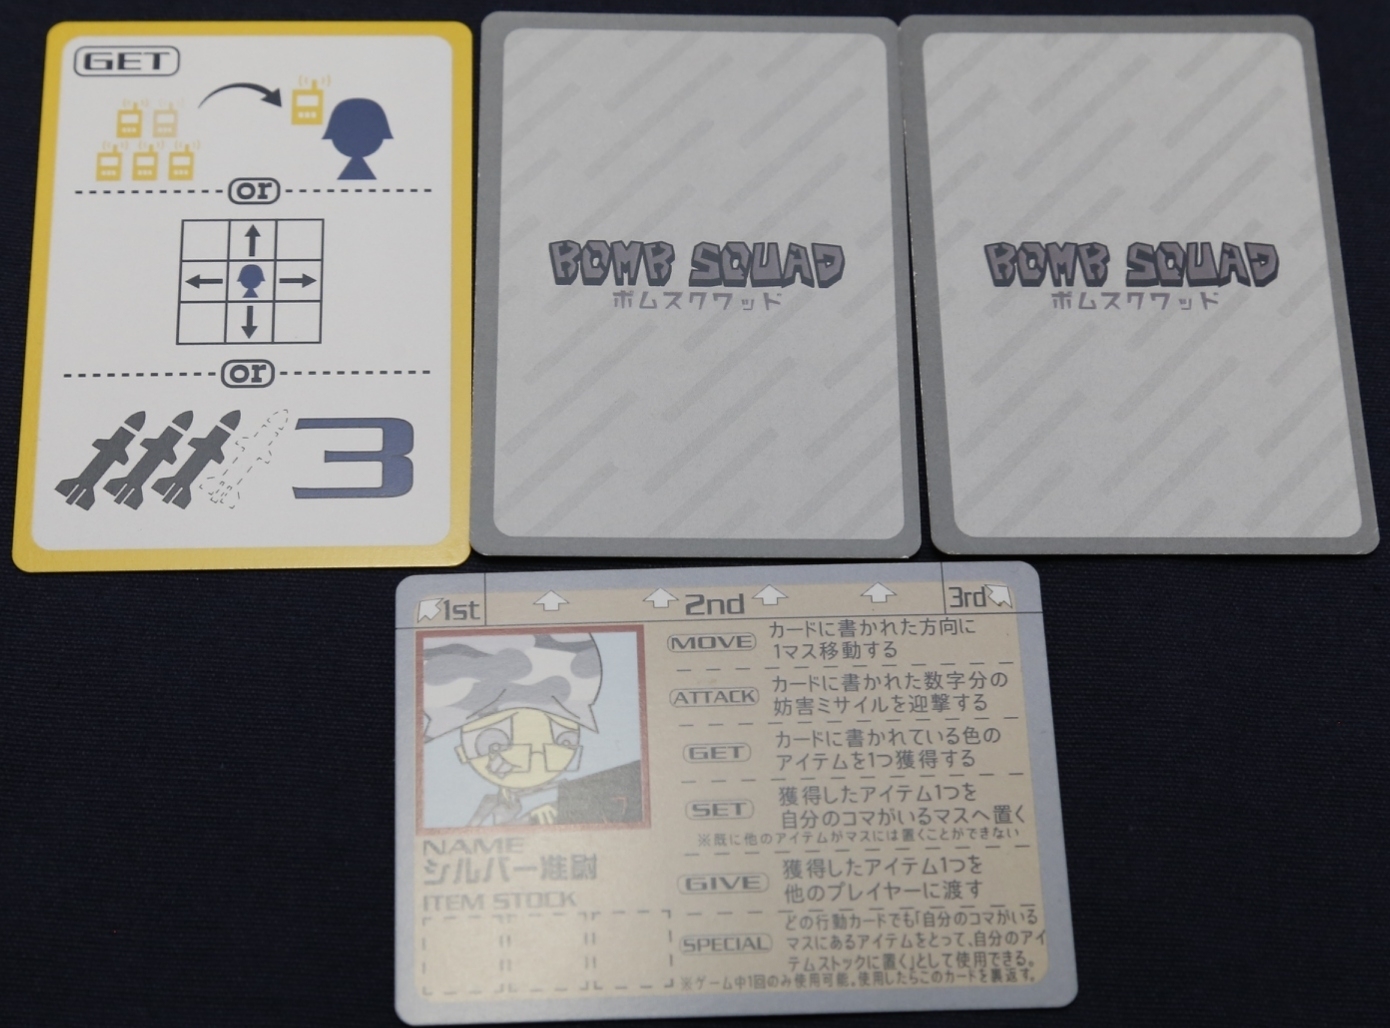 GET
or
or
3
BOMB SQUAD
ボムスクワッド
BOMB SQUAD
ボムスクワッド
1st
2nd
3rd
MOVE
カードに書かれた方向に
1マス移動する
ATTACK
カードに書かれた数字分の
妨害ミサイルを迎撃する
GET
カードに書かれている色の
アイテムを1つ獲得する
SET
獲得したアイテム1つを
自分のコマがいるマスへ置く
※既に他のアイテムがマスには置くことができない
GIVE
獲得したアイテム1つを
他のプレイヤーに渡す
SPECIAL
どの行動カードでも「自分のコマがいる
マスにあるアイテムをとって、自分のアイ
テムストックに置く」として使用できる。
※ゲーム中1回のみ使用可能。使用したらこのカードを裏返す。
NAME
シルバー准尉
ITEM STOCK